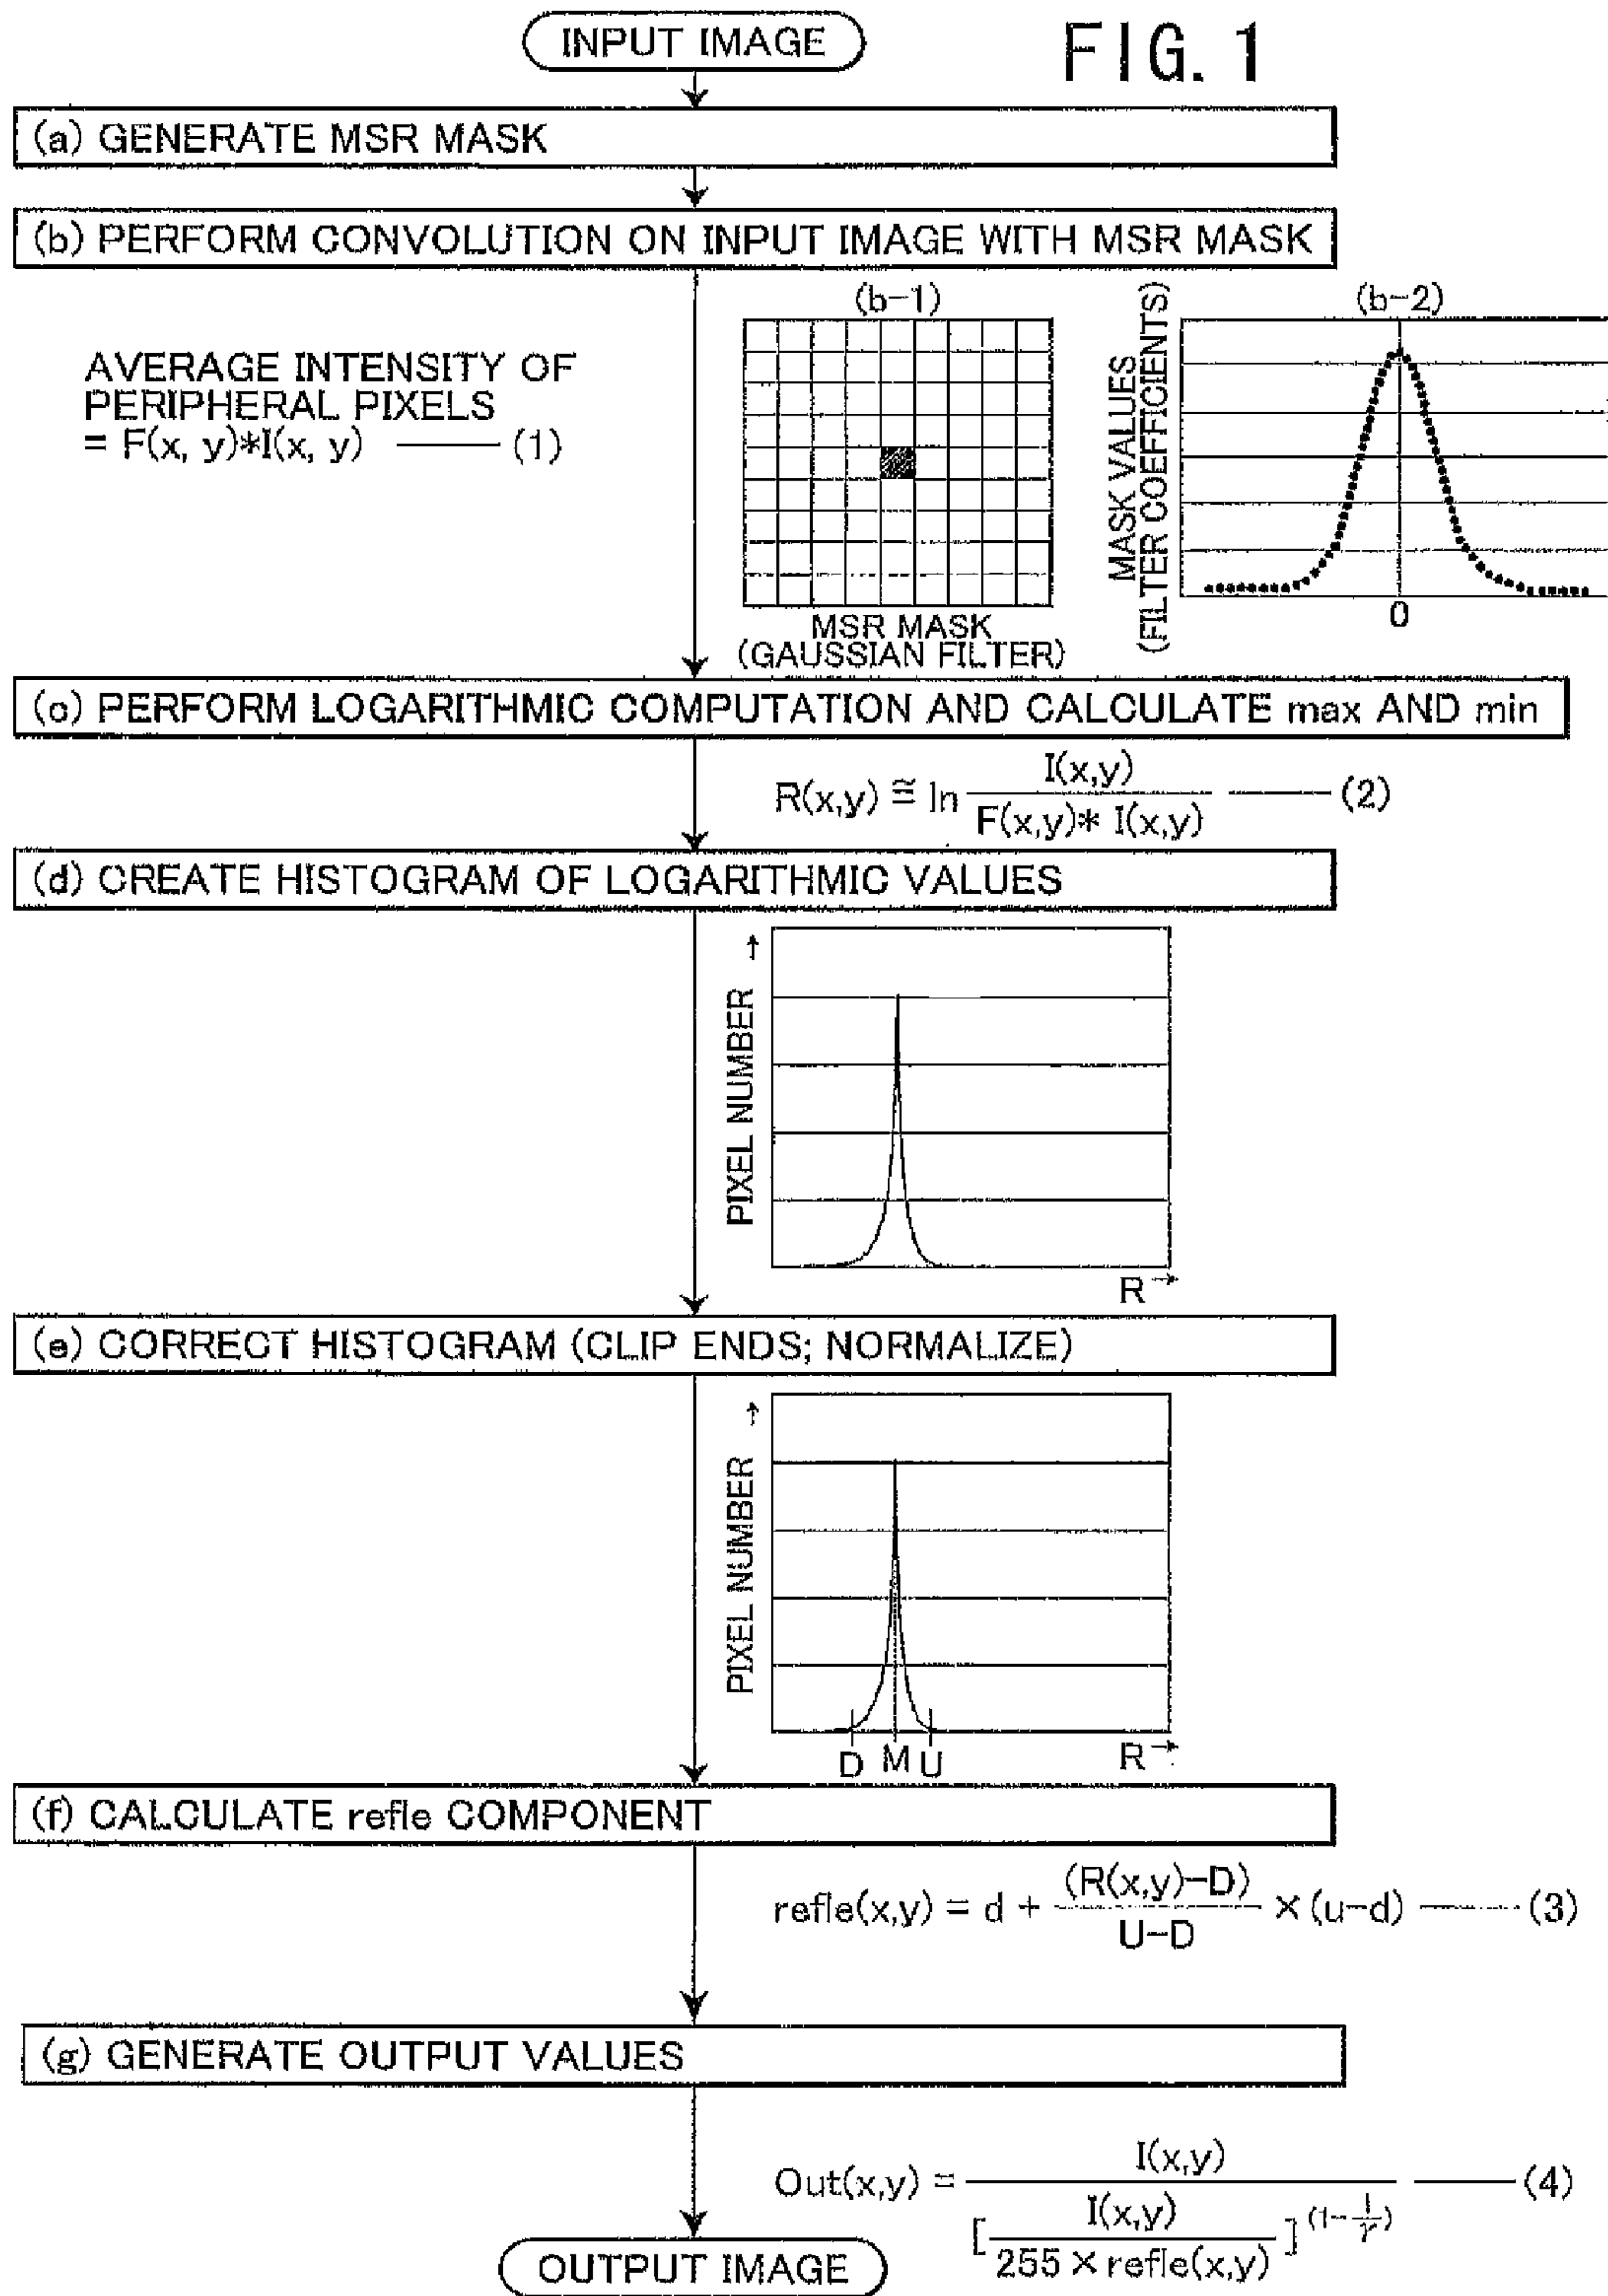 INPUT IMAGE
FIG. 1
(a) GENERATE MSR MASK
(b) PERFORM CONVOLUTION ON INPUT IMAGE WITH MSR MASK
AVERAGE INTENSITY OF
PERIPHERAL PIXELS
= F(x, y)*I(x, y) —— (1)
(b-1)
MSR MASK
(GAUSSIAN FILTER)
(b-2)
MASK VALUES
(FILTER COEFFICIENTS)
0
(c) PERFORM LOGARITHMIC COMPUTATION AND CALCULATE max AND min
R(x,y) ≅ ln I(x,y) / F(x,y)* I(x,y) —— (2)
(d) CREATE HISTOGRAM OF LOGARITHMIC VALUES
PIXEL NUMBER →
R →
(e) CORRECT HISTOGRAM (CLIP ENDS; NORMALIZE)
PIXEL NUMBER →
D M U R →
(f) CALCULATE refle COMPONENT
refle(x,y) = d + (R(x,y)-D) / U-D × (u-d) —— (3)
(g) GENERATE OUTPUT VALUES
Out(x,y) = I(x,y) / [ I(x,y) / 255 × refle(x,y) ]^(1-1/γ) —— (4)
OUTPUT IMAGE